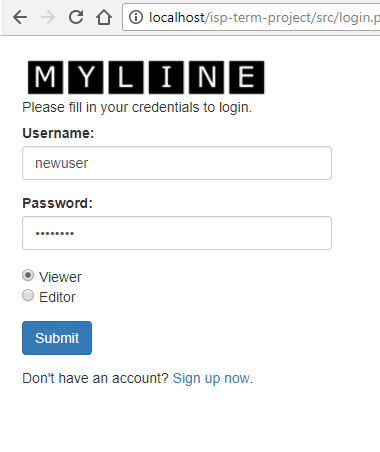 localhost/isp-term-project/src/login.p
MYLINE
Please fill in your credentials to login.
Username:
newuser
Password:
••••••••
Viewer
Editor
Submit
Don't have an account? Sign up now.